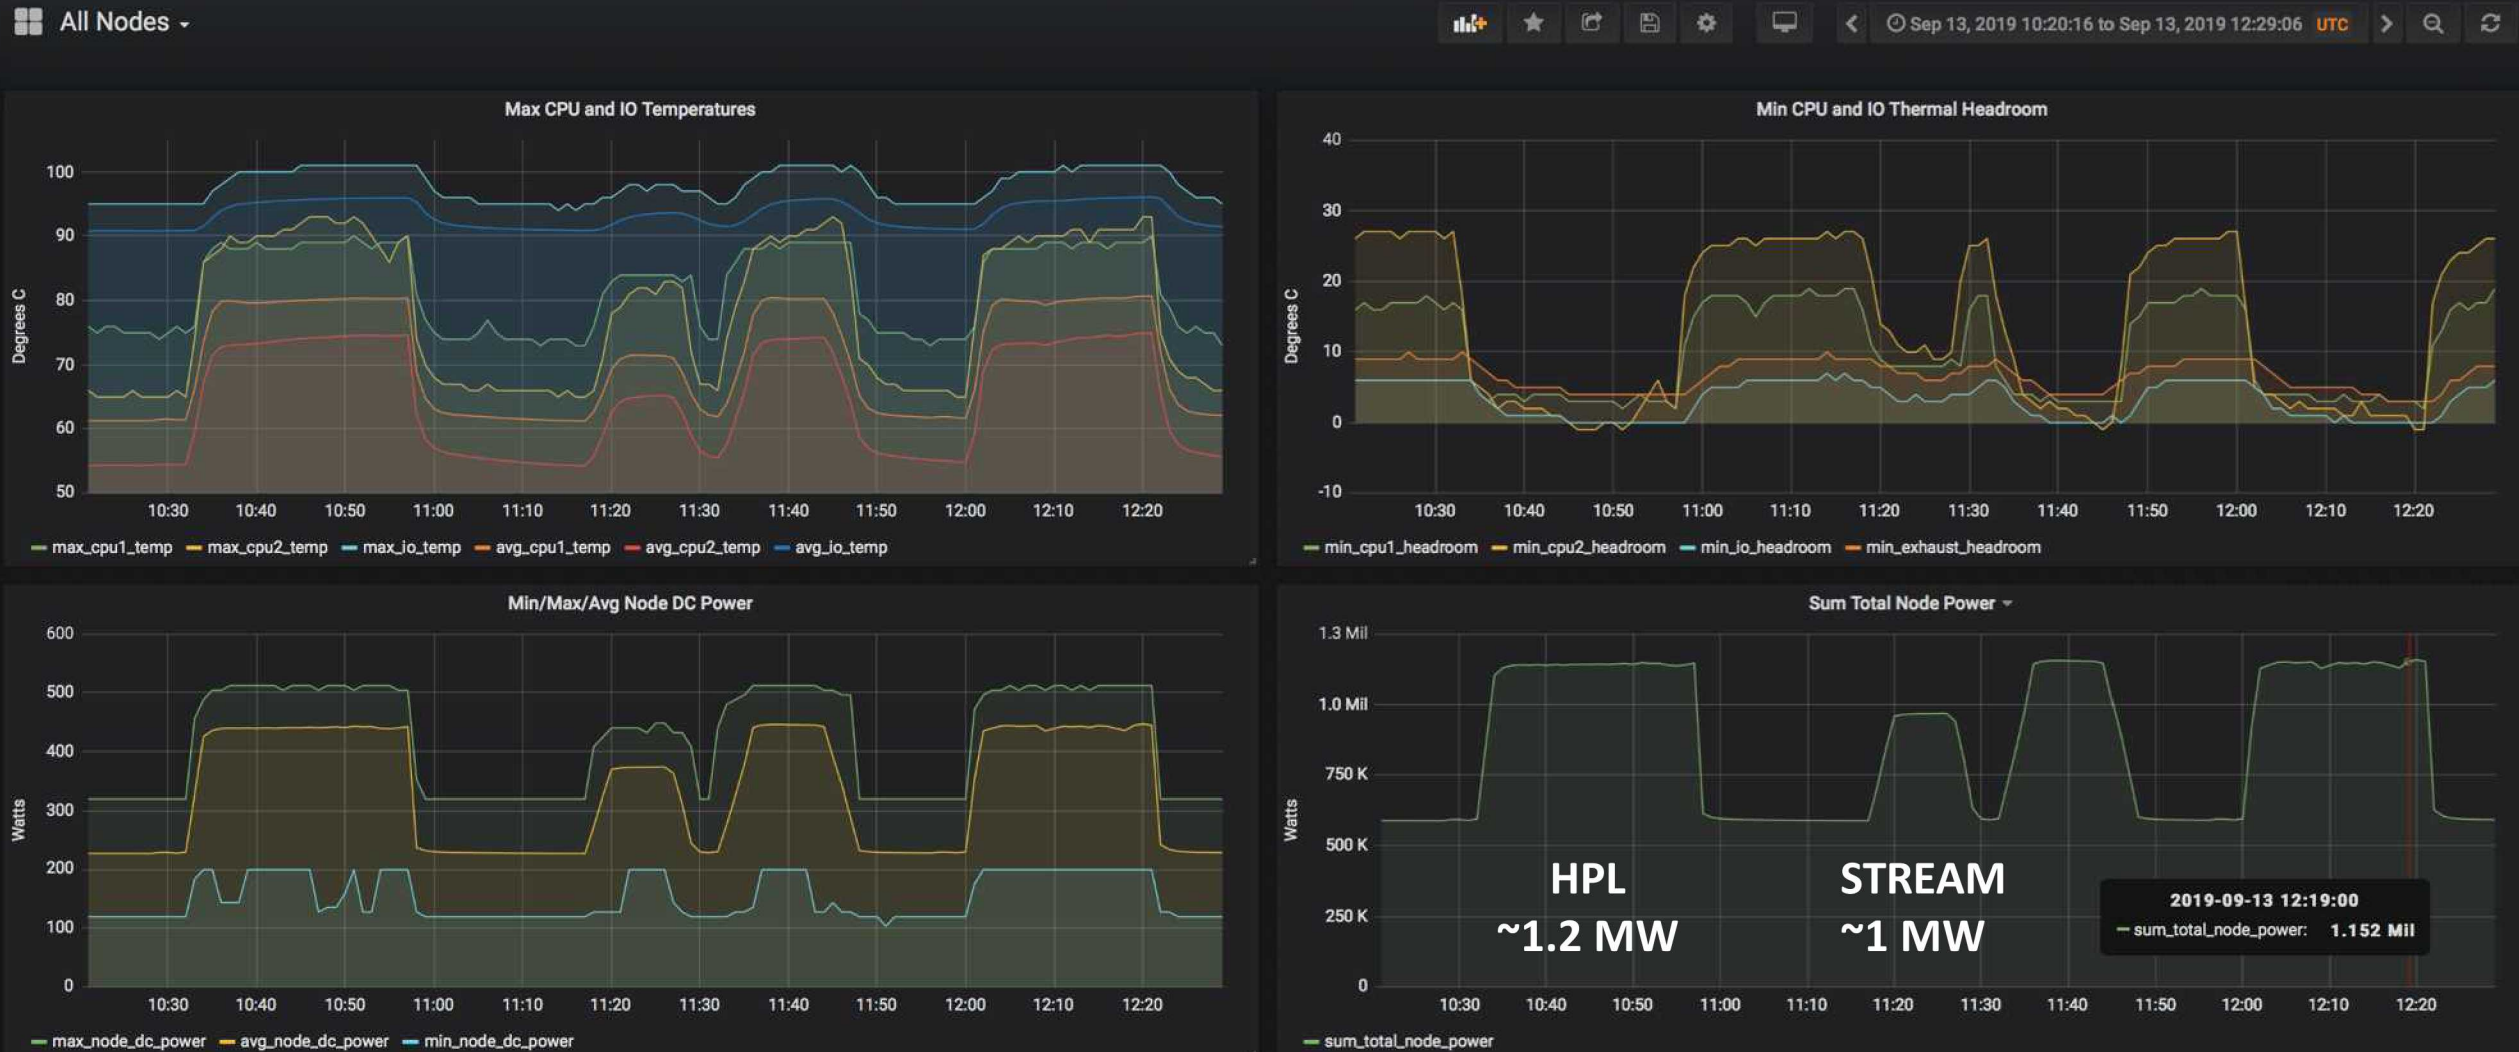 All Nodes
Sep 13, 2019 10:20:16 to Sep 13, 2019 12:29:06 UTC
Max CPU and IO Temperatures
Degrees C
100
90
80
70
60
50
10:30 10:40 10:50 11:00 11:10 11:20 11:30 11:40 11:50 12:00 12:10 12:20
max_cpu1_temp max_cpu2_temp max_io_temp avg_cpu1_temp avg_cpu2_temp avg_io_temp
Min CPU and IO Thermal Headroom
Degrees C
40
30
20
10
0
-10
10:30 10:40 10:50 11:00 11:10 11:20 11:30 11:40 11:50 12:00 12:10 12:20
min_cpu1_headroom min_cpu2_headroom min_io_headroom min_exhaust_headroom
Min/Max/Avg Node DC Power
Watts
600
500
400
300
200
100
0
10:30 10:40 10:50 11:00 11:10 11:20 11:30 11:40 11:50 12:00 12:10 12:20
max_node_dc_power avg_node_dc_power min_node_dc_power
Sum Total Node Power
Watts
1.3 Mil
1.0 Mil
750 K
500 K
250 K
0
HPL
~1.2 MW
STREAM
~1 MW
2019-09-13 12:19:00
sum_total_node_power: 1.152 Mil
10:30 10:40 10:50 11:00 11:10 11:20 11:30 11:40 11:50 12:00 12:10 12:20
sum_total_node_power